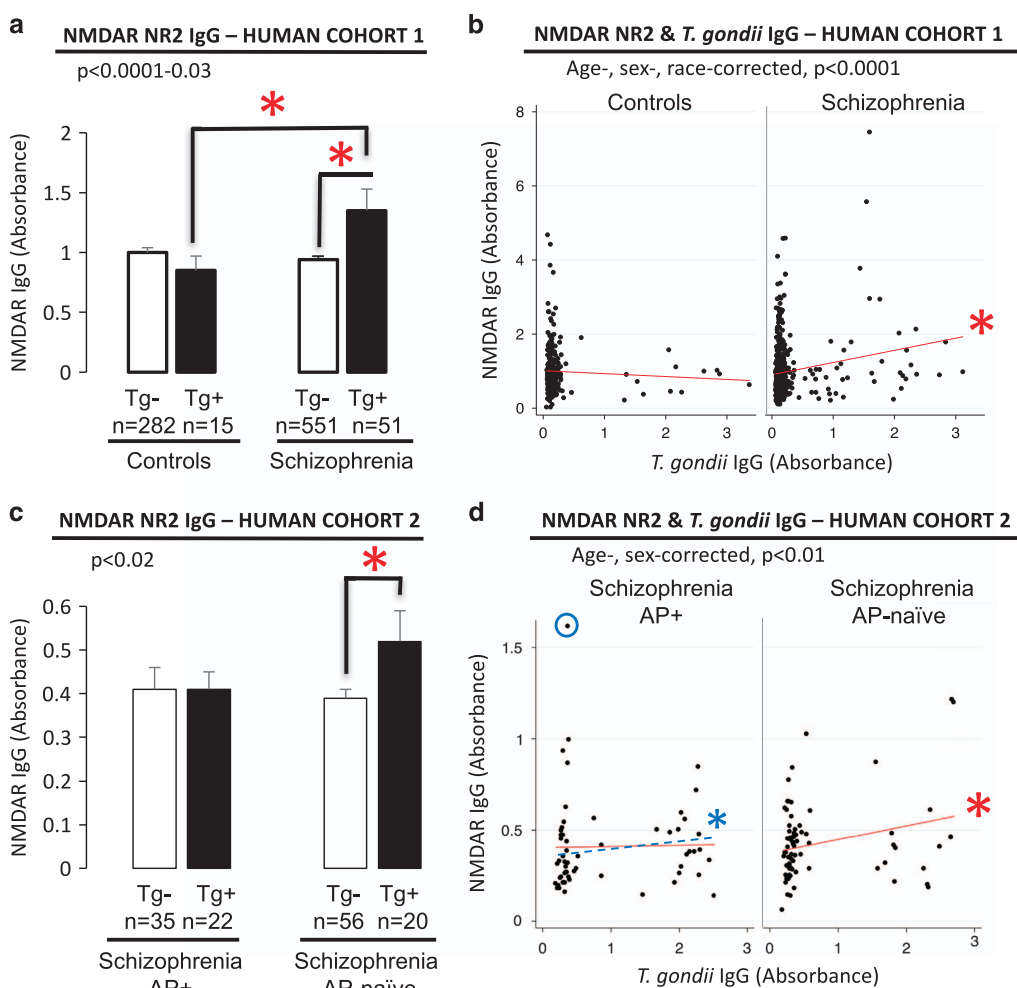 a
NMDAR NR2 IgG – HUMAN COHORT 1
p<0.0001-0.03
*
*
NMDAR IgG (Absorbance)
2
1.5
1
0.5
0
Tg- Tg+ Tg- Tg+
n=282 n=15 n=551 n=51
Controls Schizophrenia
b
NMDAR NR2 & T. gondii IgG – HUMAN COHORT 1
Age-, sex-, race-corrected, p<0.0001
Controls Schizophrenia
NMDAR IgG (Absorbance)
8
6
4
2
0
*
0 1 2 3 0 1 2 3
T. gondii IgG (Absorbance)
c
NMDAR NR2 IgG – HUMAN COHORT 2
p<0.02
*
NMDAR IgG (Absorbance)
0.6
0.5
0.4
0.3
0.2
0.1
0
Tg- Tg+ Tg- Tg+
n=35 n=22 n=56 n=20
Schizophrenia Schizophrenia
AP+ AP-naïve
d
NMDAR NR2 & T. gondii IgG – HUMAN COHORT 2
Age-, sex-corrected, p<0.01
Schizophrenia Schizophrenia
AP+ AP-naïve
NMDAR IgG (Absorbance)
1.5
1
0.5
0
*
*
0 1 2 3 0 1 2 3
T. gondii IgG (Absorbance)